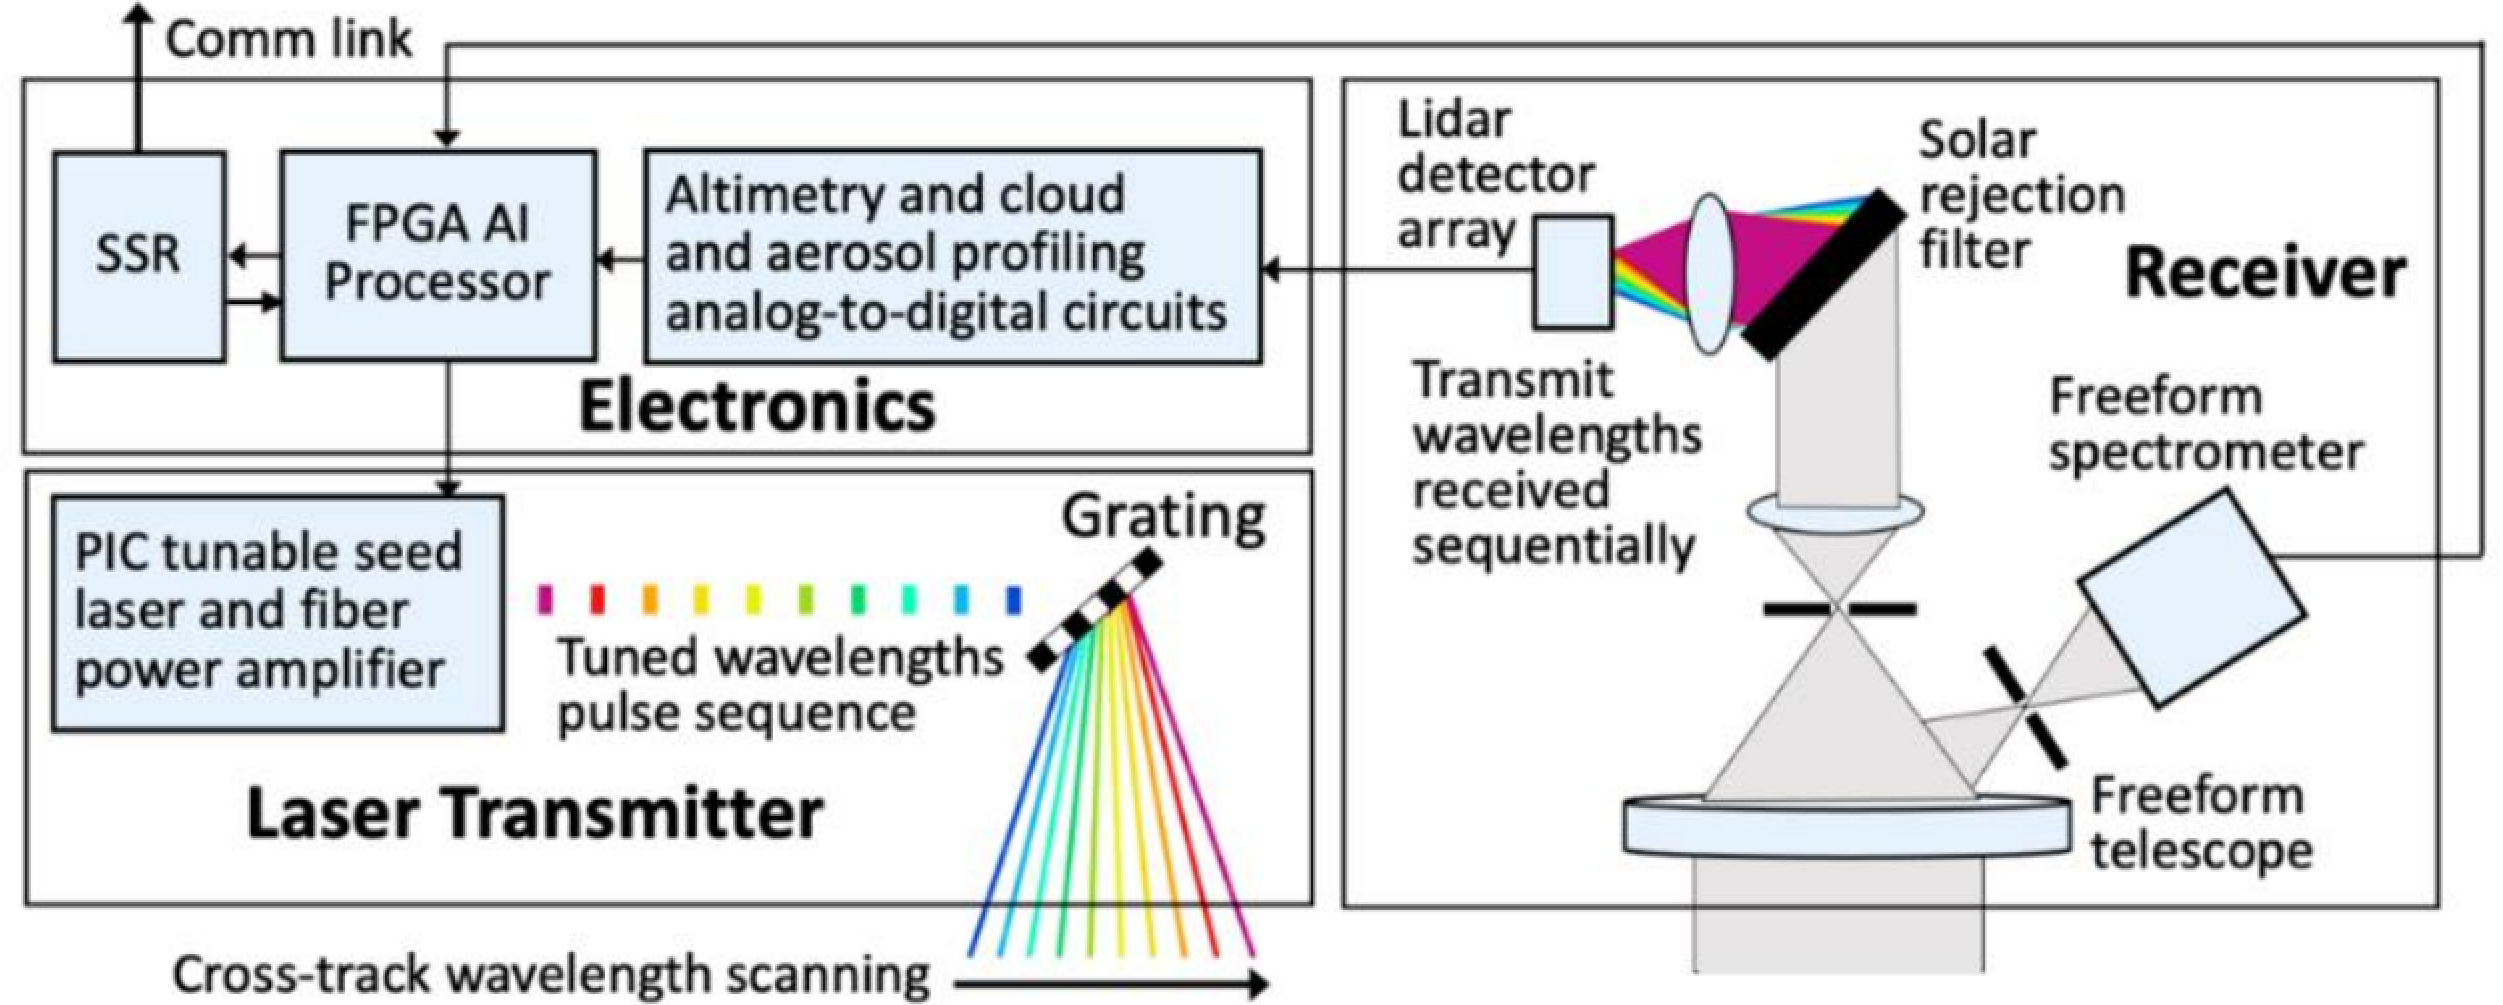 Comm link
SSR
FPGA AI
Processor
Altimetry and cloud
and aerosol profiling
analog-to-digital circuits
Electronics
PIC tunable seed
laser and fiber
power amplifier
Tuned wavelengths
pulse sequence
Grating
Laser Transmitter
Cross-track wavelength scanning
Lidar
detector
array
Solar
rejection
filter
Receiver
Transmit
wavelengths
received
sequentially
Freeform
spectrometer
Freeform
telescope